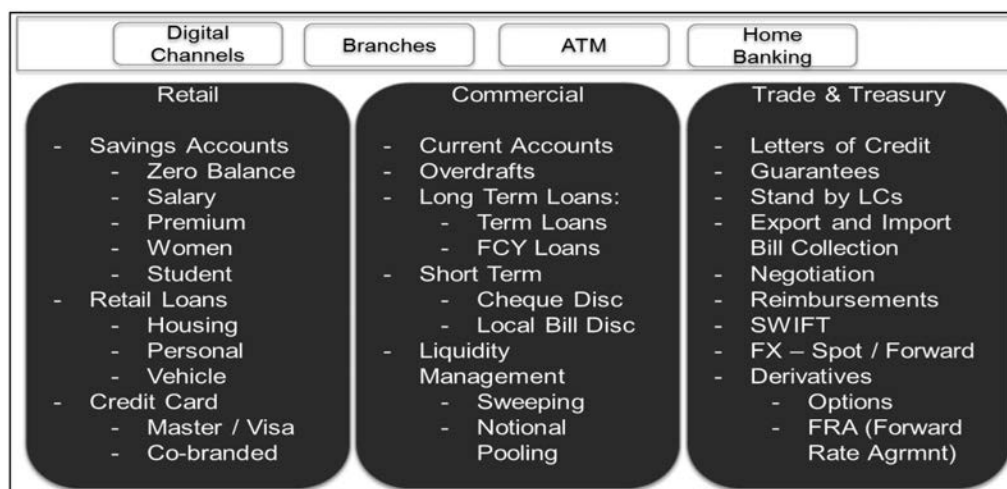 Digital
Channels
Branches
ATM
Home
Banking
Retail
- Savings Accounts
- Zero Balance
- Salary
- Premium
- Women
- Student
- Retail Loans
- Housing
- Personal
- Vehicle
- Credit Card
- Master / Visa
- Co-branded
Commercial
- Current Accounts
- Overdrafts
- Long Term Loans:
- Term Loans
- FCY Loans
- Short Term
- Cheque Disc
- Local Bill Disc
- Liquidity
Management
- Sweeping
- Notional
Pooling
Trade & Treasury
- Letters of Credit
- Guarantees
- Stand by LCs
- Export and Import
Bill Collection
- Negotiation
- Reimbursements
- SWIFT
- FX – Spot / Forward
- Derivatives
- Options
- FRA (Forward
Rate Agrmnt)